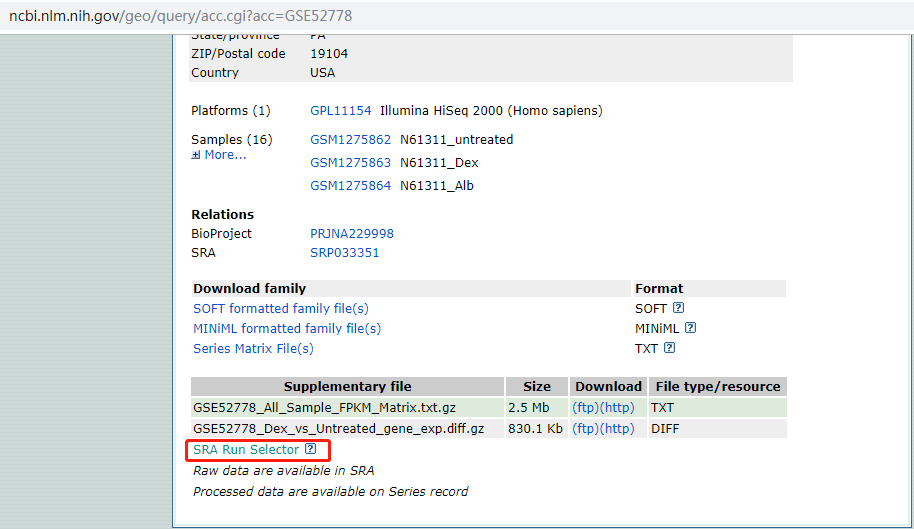 ncbi.nlm.nih.gov/geo/query/acc.cgi?acc=GSE52778
State/province PA
ZIP/Postal code 19104
Country USA
Platforms (1) GPL11154 Illumina HiSeq 2000 (Homo sapiens)
Samples (16) GSM1275862 N61311_untreated
More... GSM1275863 N61311_Dex
GSM1275864 N61311_Alb
Relations
BioProject PRJNA229998
SRA SRP033351
Download family Format
SOFT formatted family file(s) SOFT ?
MINiML formatted family file(s) MINiML ?
Series Matrix File(s) TXT ?
Supplementary file Size Download File type/resource
GSE52778_All_Sample_FPKM_Matrix.txt.gz 2.5 Mb (ftp)(http) TXT
GSE52778_Dex_vs_Untreated_gene_exp.diff.gz 830.1 Kb (ftp)(http) DIFF
SRA Run Selector ?
Raw data are available in SRA
Processed data are available on Series record